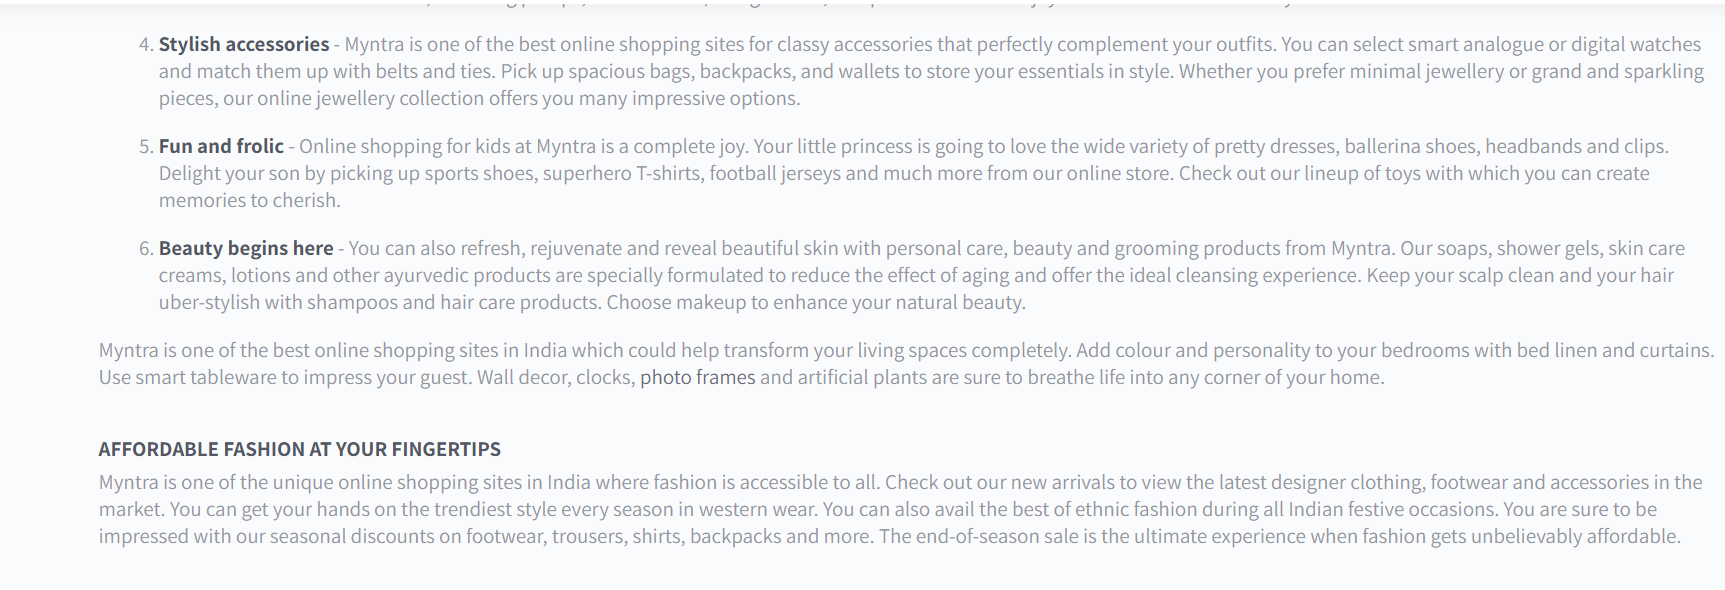 4. Stylish accessories - Myntra is one of the best online shopping sites for classy accessories that perfectly complement your outfits. You can select smart analogue or digital watches
and match them up with belts and ties. Pick up spacious bags, backpacks, and wallets to store your essentials in style. Whether you prefer minimal jewellery or grand and sparkling
pieces, our online jewellery collection offers you many impressive options.
5. Fun and frolic - Online shopping for kids at Myntra is a complete joy. Your little princess is going to love the wide variety of pretty dresses, ballerina shoes, headbands and clips.
Delight your son by picking up sports shoes, superhero T-shirts, football jerseys and much more from our online store. Check out our lineup of toys with which you can create
memories to cherish.
6. Beauty begins here - You can also refresh, rejuvenate and reveal beautiful skin with personal care, beauty and grooming products from Myntra. Our soaps, shower gels, skin care
creams, lotions and other ayurvedic products are specially formulated to reduce the effect of aging and offer the ideal cleansing experience. Keep your scalp clean and your hair
uber-stylish with shampoos and hair care products. Choose makeup to enhance your natural beauty.
Myntra is one of the best online shopping sites in India which could help transform your living spaces completely. Add colour and personality to your bedrooms with bed linen and curtains.
Use smart tableware to impress your guest. Wall decor, clocks, photo frames and artificial plants are sure to breathe life into any corner of your home.
AFFORDABLE FASHION AT YOUR FINGERTIPS
Myntra is one of the unique online shopping sites in India where fashion is accessible to all. Check out our new arrivals to view the latest designer clothing, footwear and accessories in the
market. You can get your hands on the trendiest style every season in western wear. You can also avail the best of ethnic fashion during all Indian festive occasions. You are sure to be
impressed with our seasonal discounts on footwear, trousers, shirts, backpacks and more. The end-of-season sale is the ultimate experience when fashion gets unbelievably affordable.